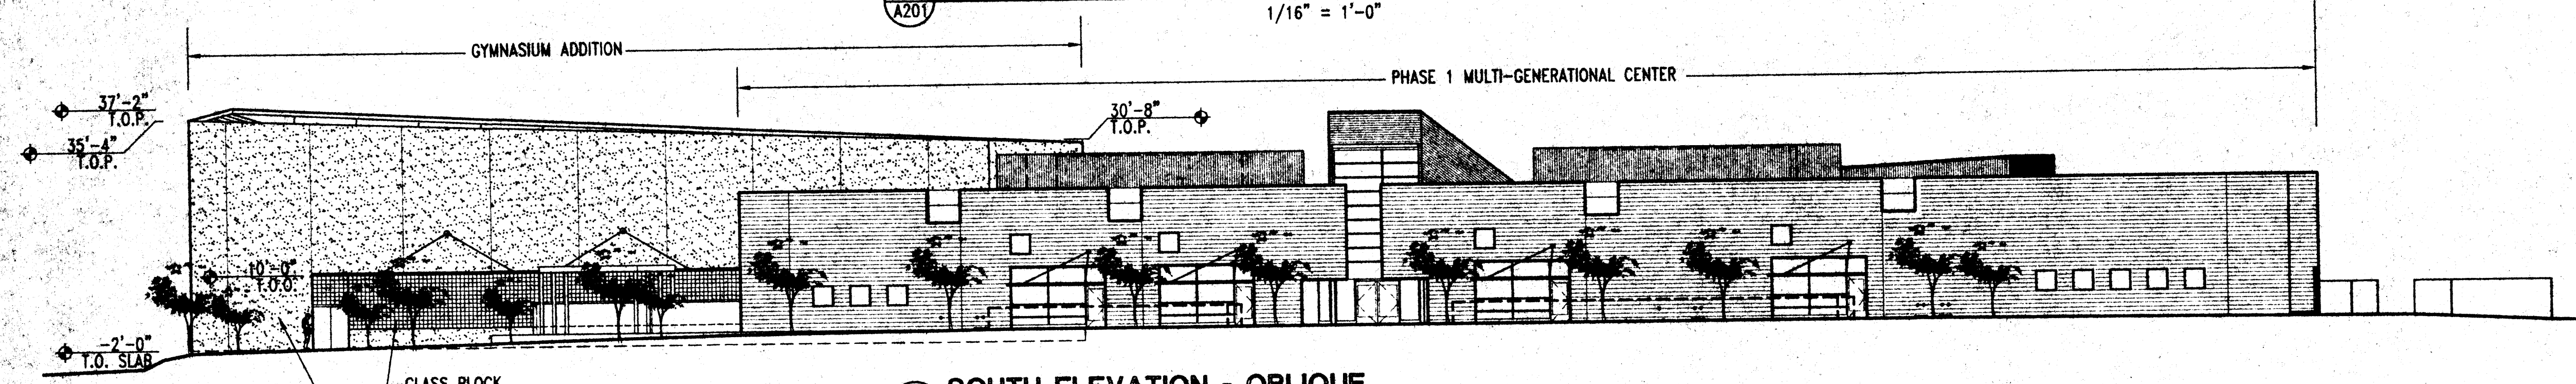 A201
1/16" = 1'-0"
GYMNASIUM ADDITION
PHASE 1 MULTI-GENERATIONAL CENTER
37'-2"
T.O.P.
30'-8"
T.O.P.
35'-4"
T.O.P.
10'-0"
T.O.O.
-2'-0"
T.O. SLAB
GLASS BLOCK
SOUTH ELEVATION - OBLIQUE